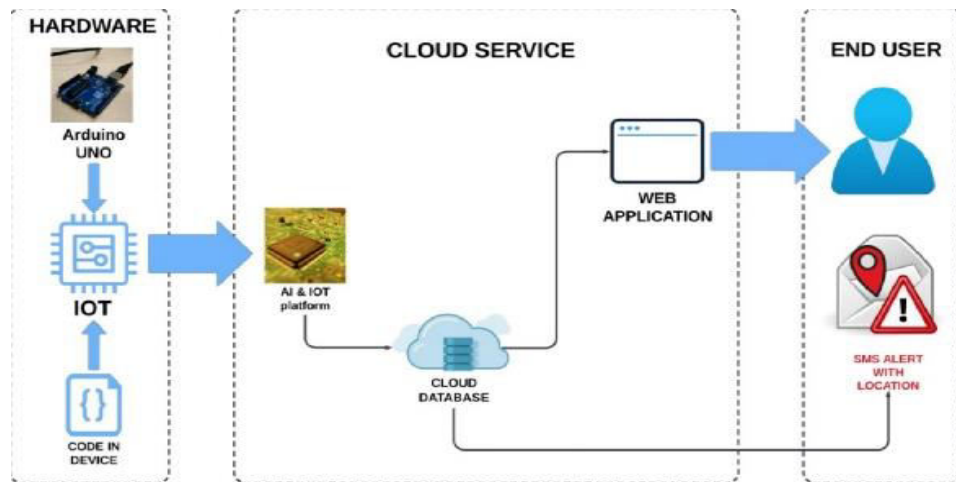 HARDWARE
Arduino
UNO
IOT
CODE IN
DEVICE
CLOUD SERVICE
AI & IOT
platform
CLOUD
DATABASE
WEB
APPLICATION
END USER
SMS ALERT
WITH
LOCATION